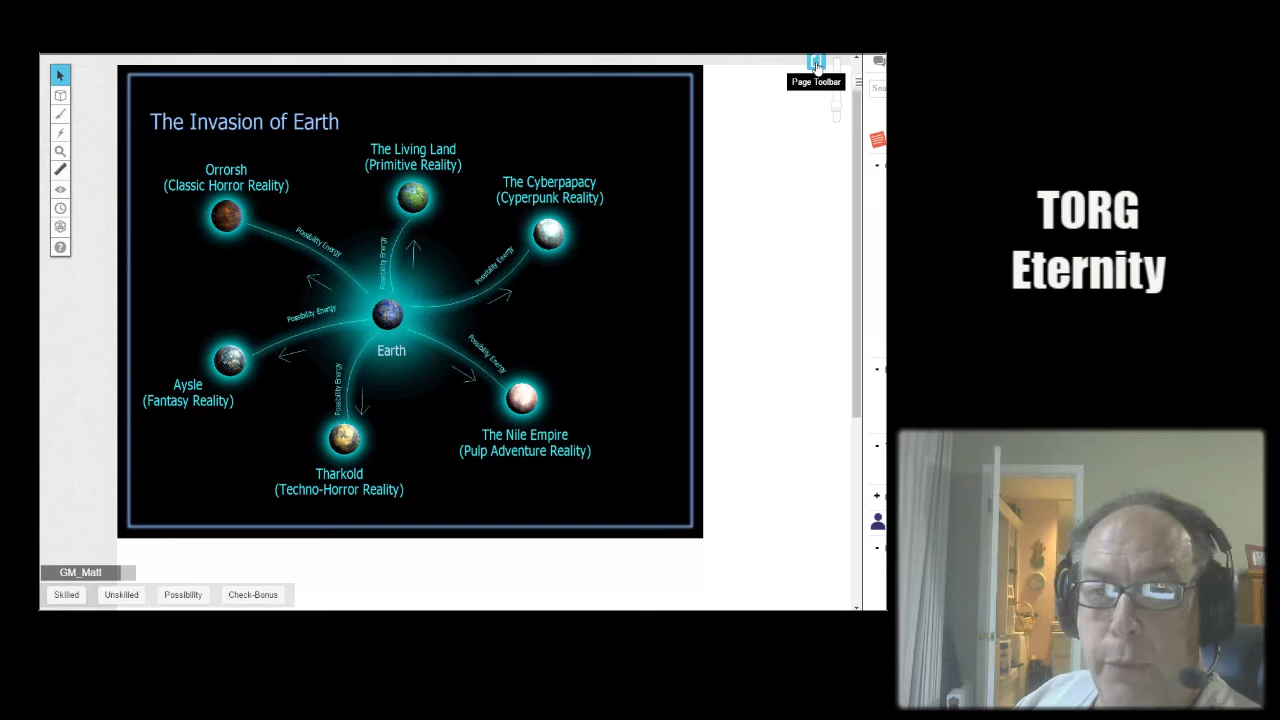 Page Toolbar
Sea
The Invasion of Earth
The Living Land
(Primitive Reality)
Orrorsh
(Classic Horror Reality)
The Cyberpapacy
(Cyperpunk Reality)
Possibility Energy
Possibility Energy
Possibility Energy
Possibility Energy
Earth
Possibility Energy
Possibility Energy
Aysle
(Fantasy Reality)
The Nile Empire
(Pulp Adventure Reality)
Tharkold
(Techno-Horror Reality)
GM_Matt
Skilled
Unskilled
Possibility
Check-Bonus
TORG
Eternity